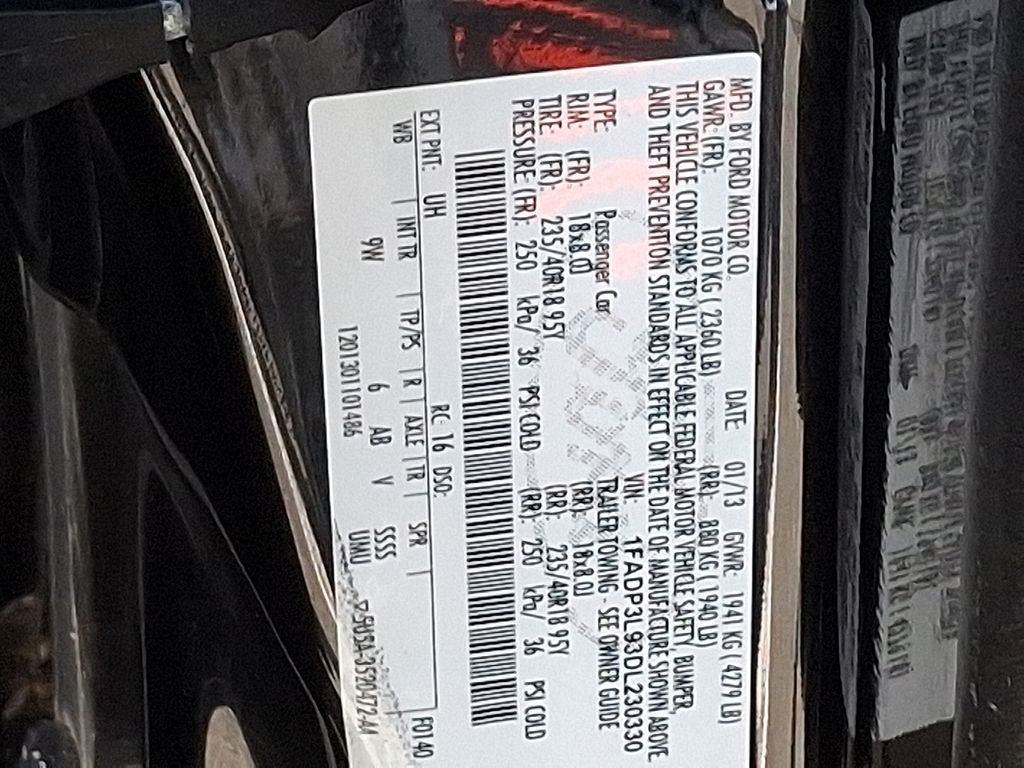 MFD. BY FORD MOTOR CO.
DATE 01/13 GVWR: 1941 KG ( 4279 LB)
GAWR: (FR): 1070 KG ( 2360 LB) (RR): 880 KG ( 1940 LB)
THIS VEHICLE CONFORMS TO ALL APPLICABLE FEDERAL MOTOR VEHICLE SAFETY, BUMPER,
AND THEFT PREVENTION STANDARDS IN EFFECT ON THE DATE OF MANUFACTURE SHOWN ABOVE
VIN: 1FADP3L93DL230330
TYPE: Passenger Car TRAILER TOWING - SEE OWNER GUIDE
RIM: (FR): 18x8.0J (RR): 18x8.0J
TIRE: (FR): 235/40R18 95Y (RR): 235/40R18 95Y
PRESSURE (FR): 250 kPa/ 36 PSI COLD (RR): 250 kPa/ 36 PSI COLD
EXT PNT: UH RC: 16 DSO: F0140
WB | INT TR | TP/PS | R | AXLE | TR | SPR |
9W 6 AB V SSSS
UMU
1201301101486